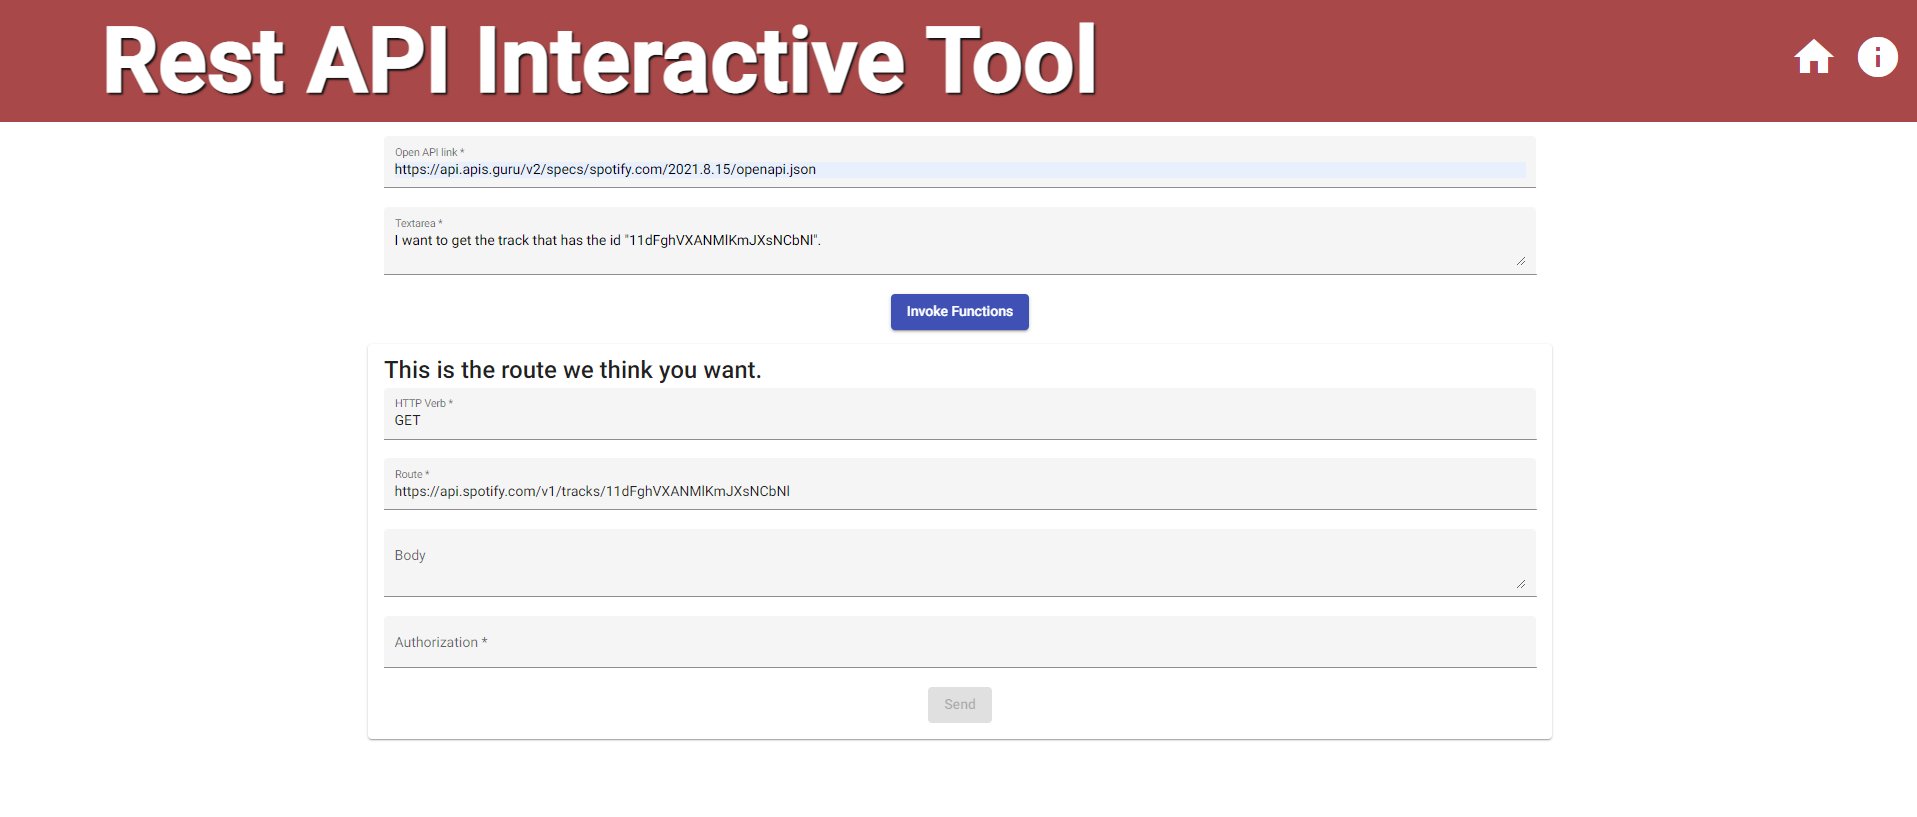 Rest API Interactive Tool
Open API link *
https://api.apis.guru/v2/specs/spotify.com/2021.8.15/openapi.json
Textarea *
I want to get the track that has the id "11dFghVXANMlKmJXsNCbNl".
Invoke Functions
This is the route we think you want.
HTTP Verb *
GET
Route *
https://api.spotify.com/v1/tracks/11dFghVXANMlKmJXsNCbNl
Body
Authorization *
Send